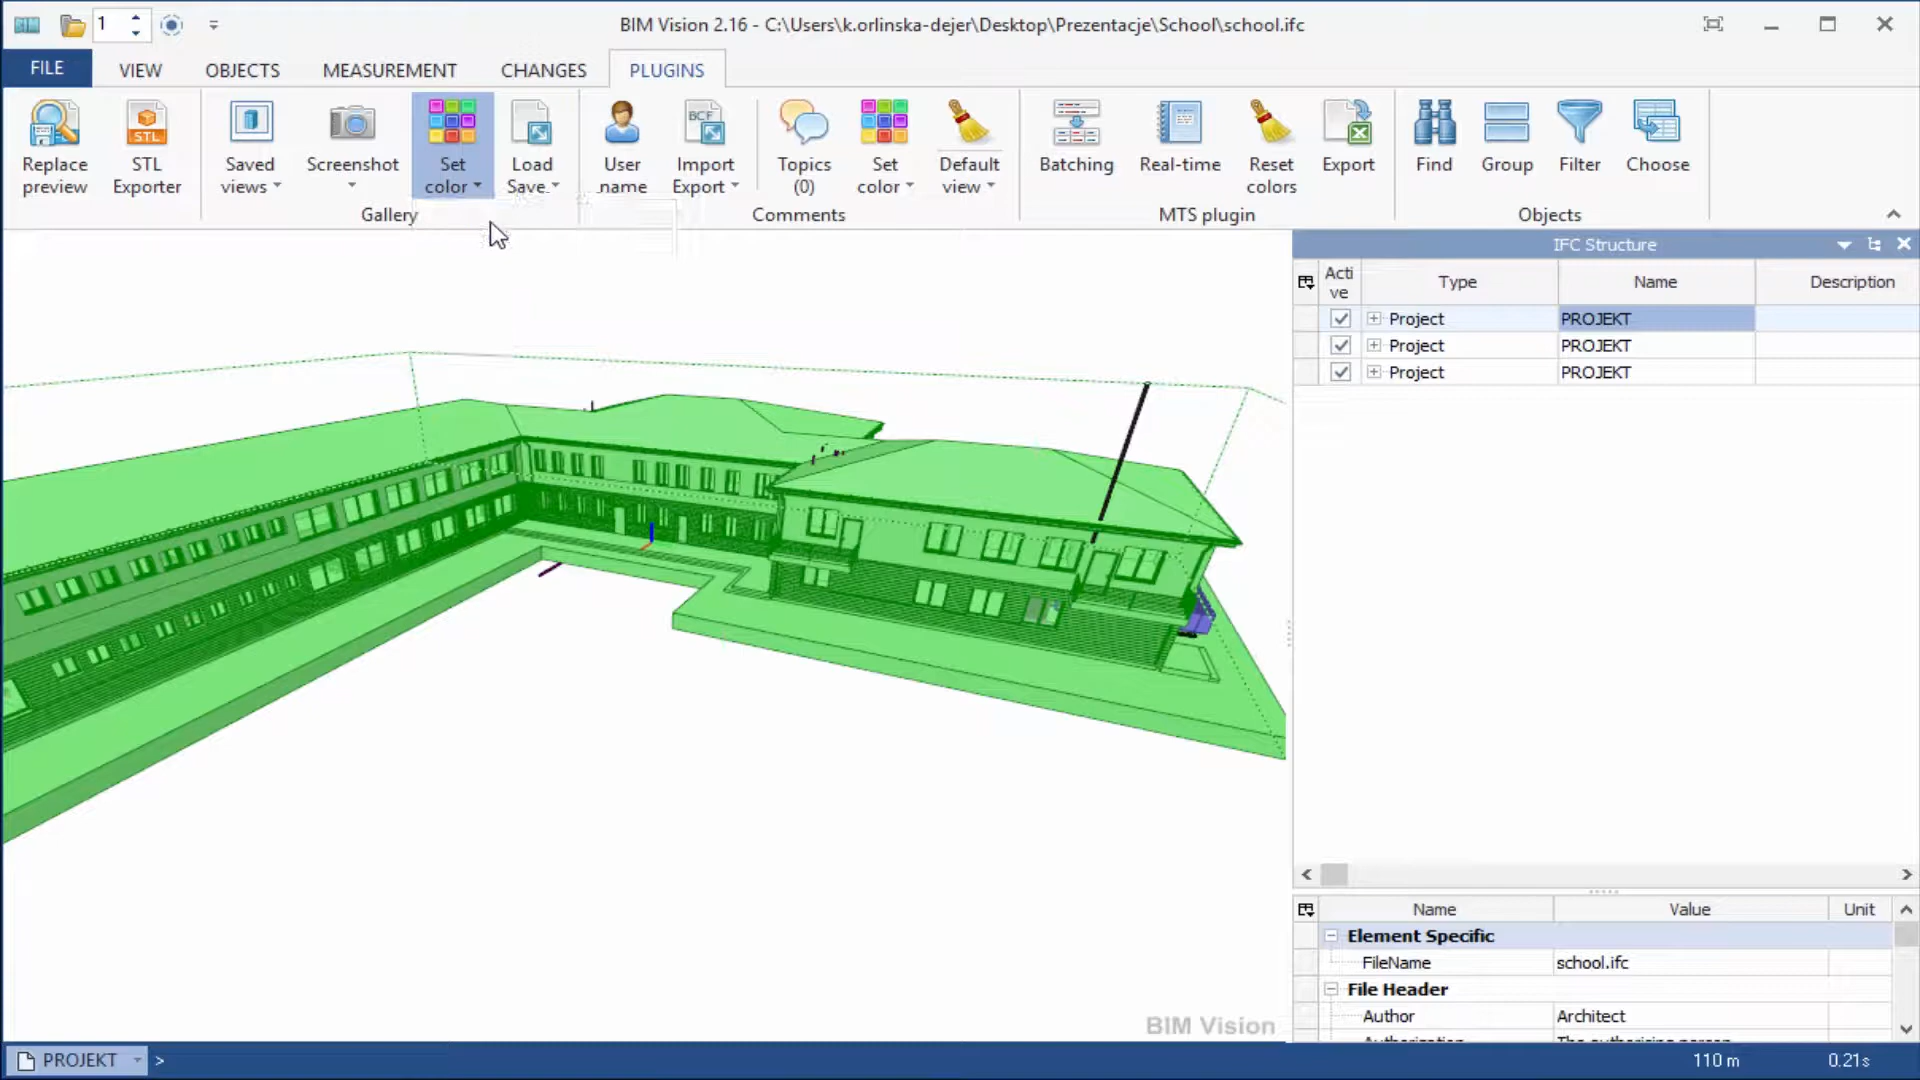 1
BIM Vision 2.16 - C:\Users\k.orlinska-dejer\Desktop\Prezentacje\School\school.ifc
FILE VIEW OBJECTS MEASUREMENT CHANGES PLUGINS
Replace preview
STL
STL Exporter
Saved views
Screenshot
Set color
Load Save
User name
BCF
Import Export
Topics (0)
Set color
Default view
Batching
Real-time
Reset colors
Export
Find
Group
Filter
Choose
Gallery
Comments
MTS plugin
Objects
IFC Structure
Acti ve Type Name Description
Project PROJEKT
Project PROJEKT
Project PROJEKT
Name Value Unit
Element Specific
FileName school.ifc
File Header
Author Architect
BIM Vision
PROJEKT > 110 m 0.21s